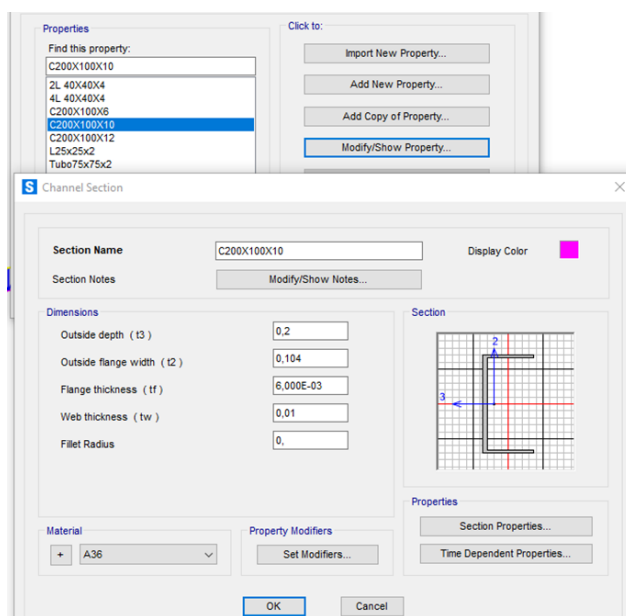 Properties
Click to:
Find this property:
C200X100X10
2L 40X40X4
4L 40X40X4
C200X100X6
C200X100X10
C200X100X12
L25x25x2
Tubo75x75x2
Import New Property...
Add New Property...
Add Copy of Property...
Modify/Show Property...
S Channel Section
Section Name
C200X100X10
Display Color
Section Notes
Modify/Show Notes...
Dimensions
Outside depth ( t3 )
0,2
Outside flange width ( t2 )
0,104
Flange thickness ( tf )
6,000E-03
Web thickness ( tw )
0,01
Fillet Radius
0,
Section
2
3
Properties
Section Properties...
Time Dependent Properties...
Material
+
A36
Property Modifiers
Set Modifiers...
OK
Cancel